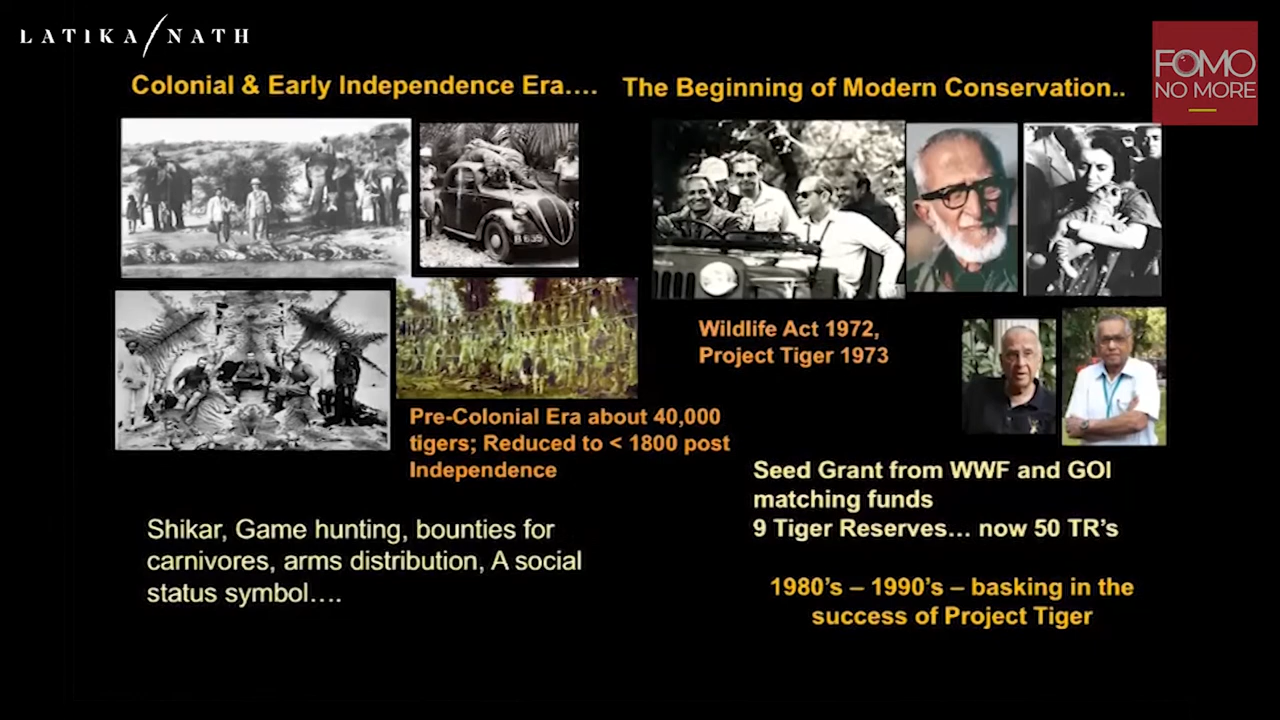 LATIKA/NATH
FOMO
NO MORE
Colonial & Early Independence Era....
The Beginning of Modern Conservation..
B 639
Pre-Colonial Era about 40,000
tigers; Reduced to < 1800 post
Independence
Shikar, Game hunting, bounties for
carnivores, arms distribution, A social
status symbol....
Wildlife Act 1972,
Project Tiger 1973
Seed Grant from WWF and GOI
matching funds
9 Tiger Reserves... now 50 TR's
1980's – 1990's – basking in the
success of Project Tiger